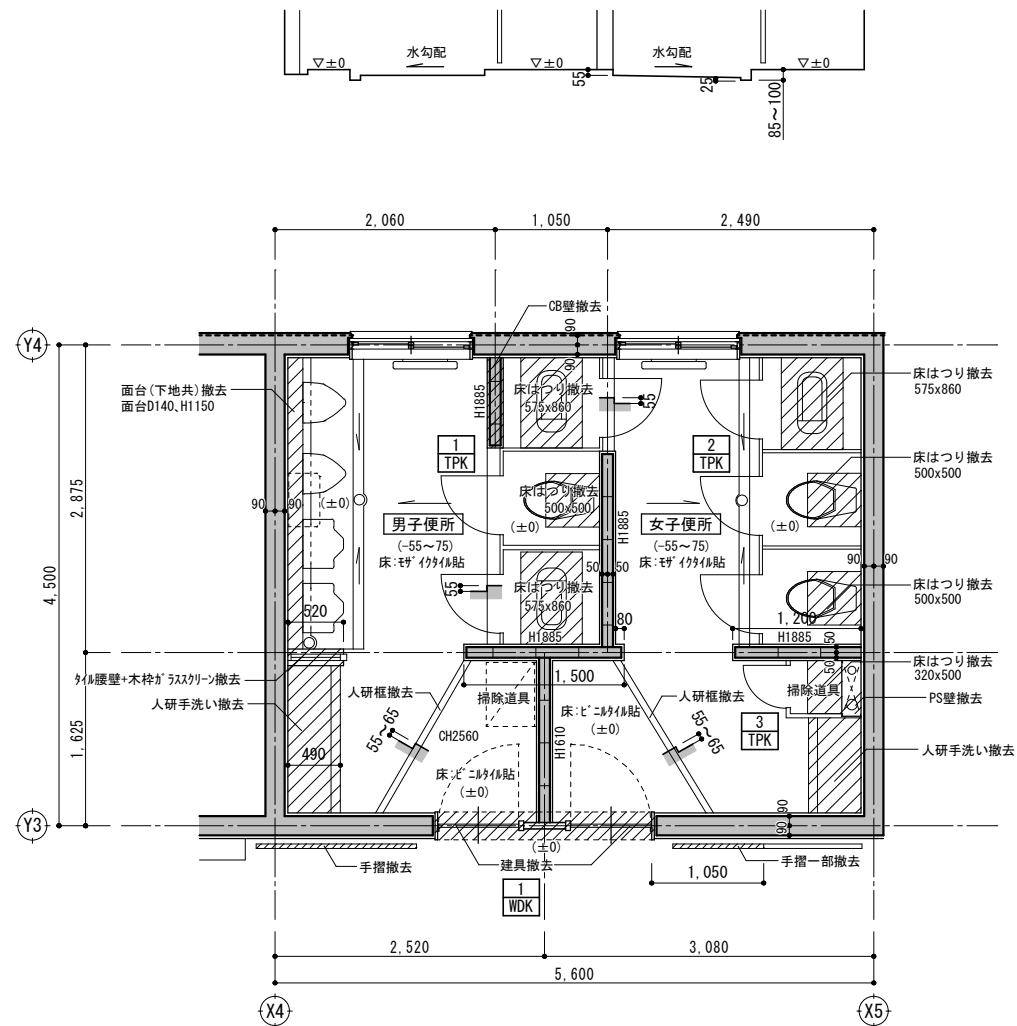 水勾配
水勾配
▽±0
▽±0
▽±0
55
25
85～100
2,060
1,050
2,490
CB壁撤去
90
90
Y4
面台(下地共)撤去
面台D140、H1150
H1885
床はつり撤去
575x860
55
床はつり撤去
575x860
1
TPK
2
TPK
床はつり撤去
500x500
床はつり撤去
500x500
2,875
4,500
90
90
(±0)
男子便所
(-55～75)
床:ﾓｻﾞｲｸﾀｲﾙ貼
(±0)
H1885
女子便所
(-55～75)
床:ﾓｻﾞｲｸﾀｲﾙ貼
(±0)
90
90
50
50
55
床はつり撤去
575x860
床はつり撤去
500x500
520
H1885
80
1,200
H1885
50
50
床はつり撤去
320x500
ﾀｲﾙ腰壁+木枠ｶﾞﾗｽｽｸﾘｰﾝ撤去
人研手洗い撤去
人研框撤去
1,500
掃除道具
人研框撤去
掃除道具
PS壁撤去
1,625
55～65
CH2560
床:ﾋﾞﾆﾙﾀｲﾙ貼
(±0)
H1610
55～65
3
TPK
人研手洗い撤去
490
床:ﾋﾞﾆﾙﾀｲﾙ貼
(±0)
Y3
90
90
(±0)
手摺撤去
建具撤去
手摺一部撤去
1,050
1
WDK
2,520
3,080
5,600
X4
X5